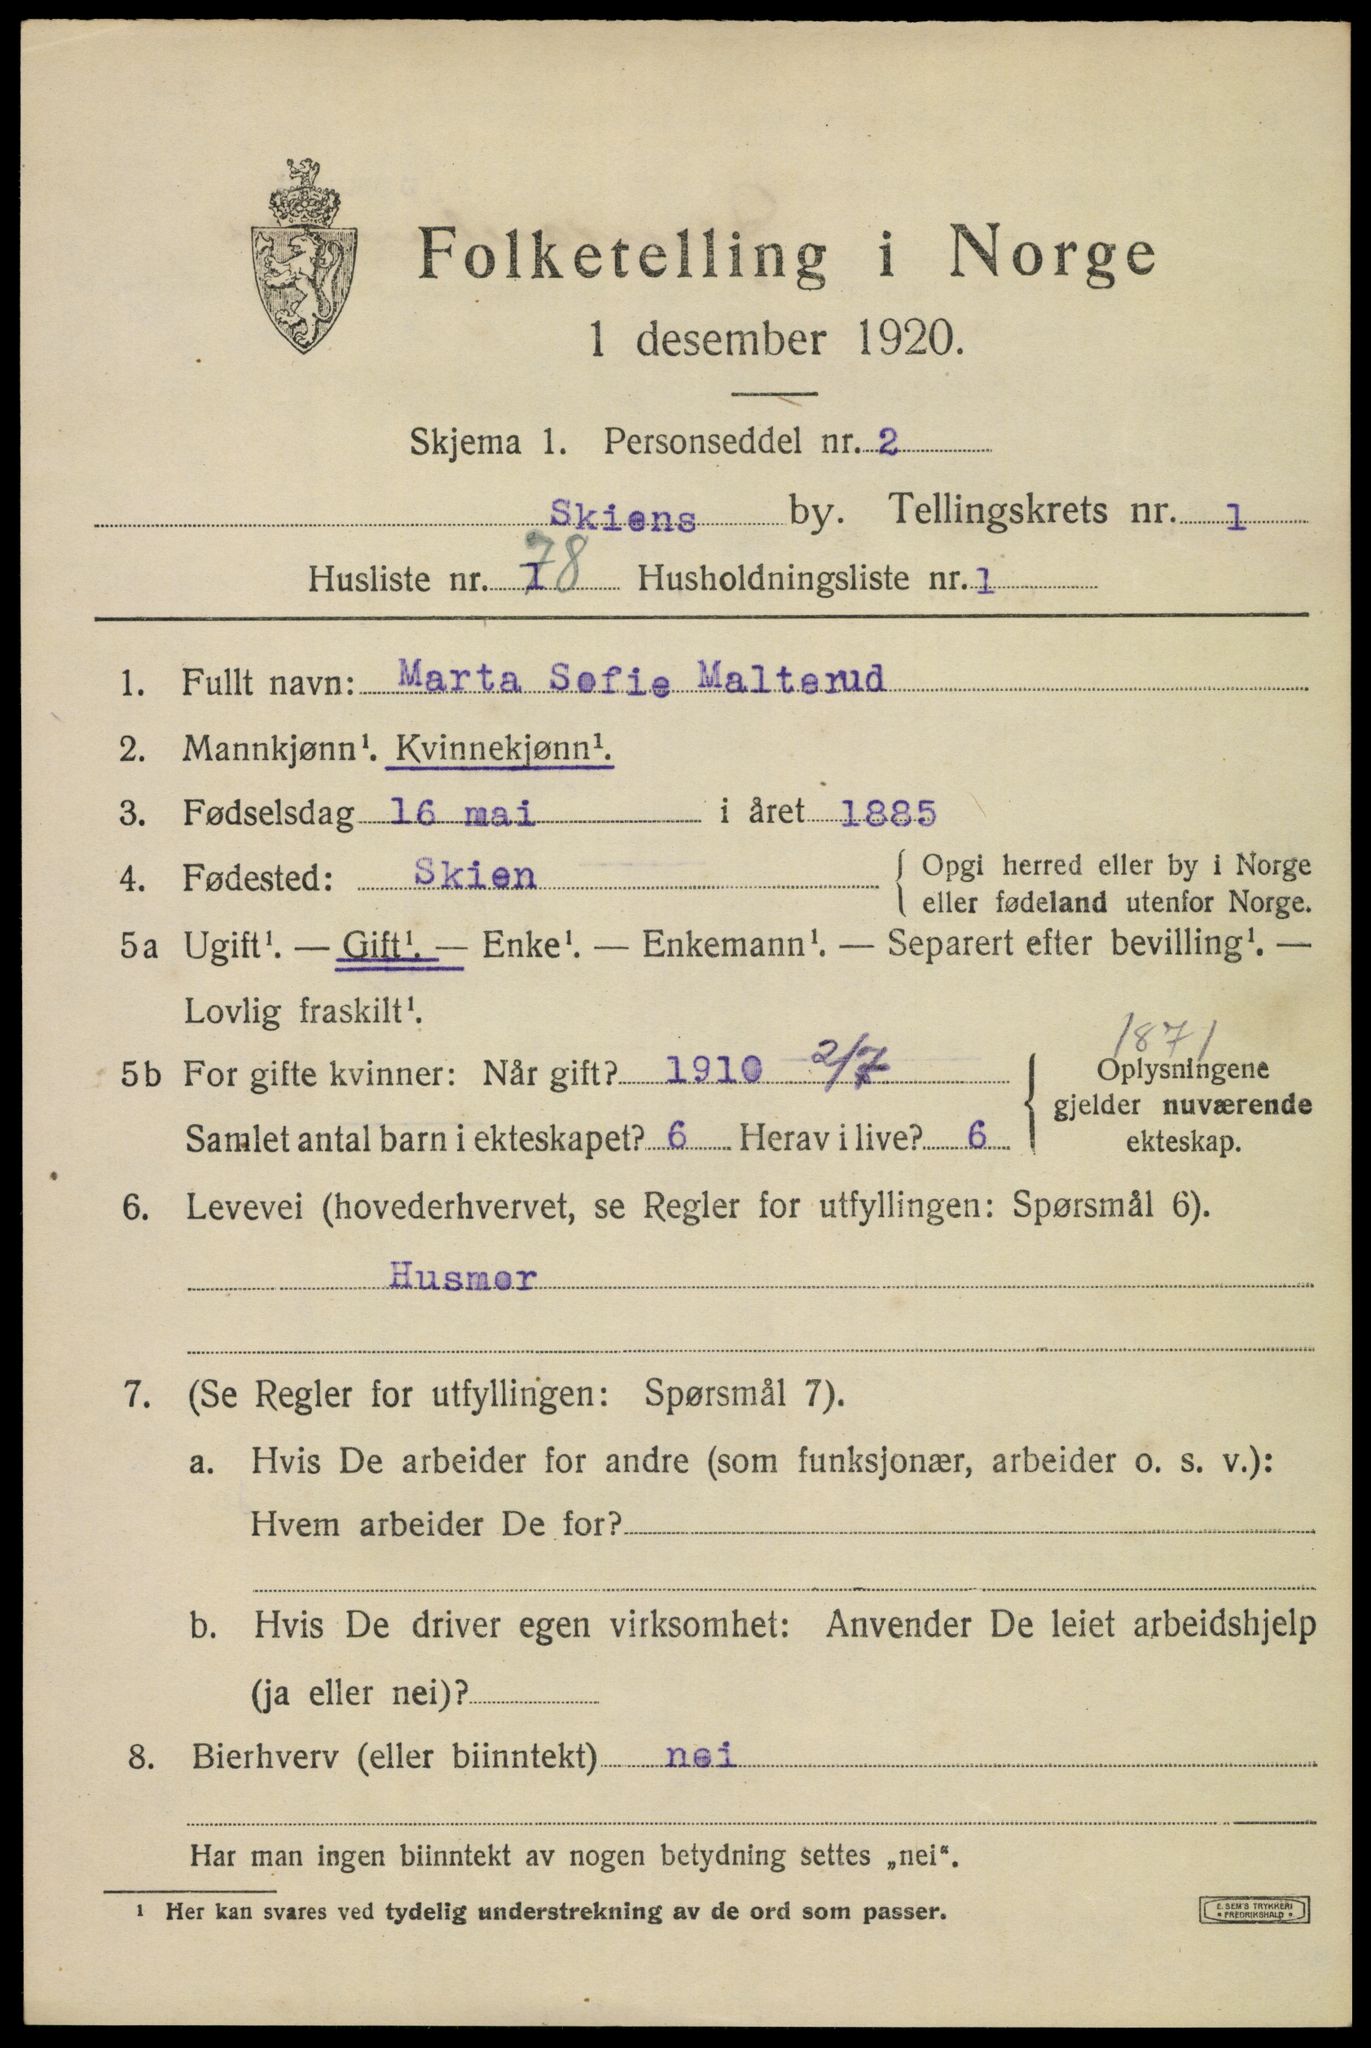 Folketelling i Norge
1 desember 1920.
Skjema 1. Personseddel nr. 2
Skiens by. Tellingskrets nr. 1
Husliste nr. 1 78 Husholdningsliste nr. 1
1. Fullt navn: Marta Sofie Malterud
2. Mannkjønn¹. Kvinnekjønn¹.
3. Fødselsdag 16 mai i året 1885
4. Fødested: Skien { Opgi herred eller by i Norge
eller fødeland utenfor Norge.
5a Ugift¹. — Gift¹. — Enke¹. — Enkemann¹. — Separert efter bevilling¹. —
Lovlig fraskilt¹.
1871
5b For gifte kvinner: Når gift? 1910 2/7 { Oplysningene
gjelder nuværende
Samlet antal barn i ekteskapet? 6 Herav i live? 6 ekteskap.
6. Levevei (hovederhvervet, se Regler for utfyllingen: Spørsmål 6).
Husmor
7. (Se Regler for utfyllingen: Spørsmål 7).
a. Hvis De arbeider for andre (som funksjonær, arbeider o. s. v.):
Hvem arbeider De for?
b. Hvis De driver egen virksomhet: Anvender De leiet arbeidshjelp
(ja eller nei)?
8. Bierhverv (eller biinntekt) nei
Har man ingen biinntekt av nogen betydning settes „nei“.
¹ Her kan svares ved tydelig understrekning av de ord som passer.
E. SEM'S TRYKKERI
* FREDRIKSHALD *